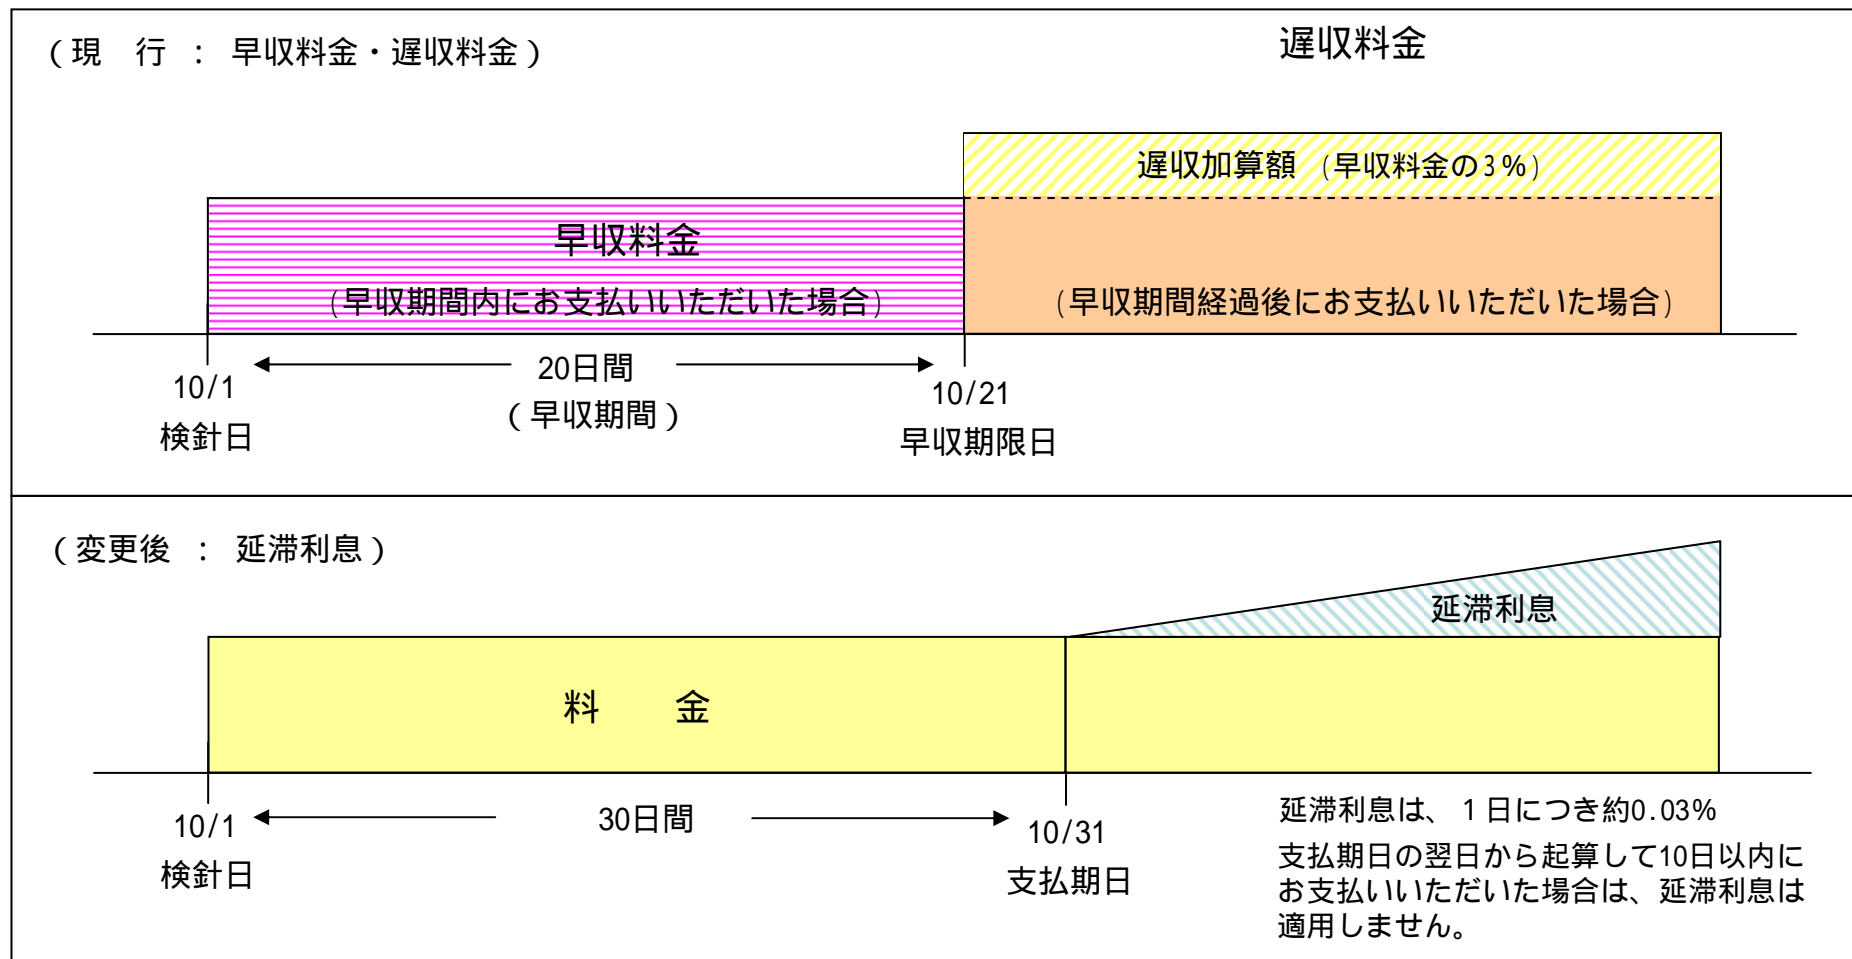 (現　行　:　早収料金・遅収料金)
遅収料金
遅収加算額 (早収料金の3%)
早収料金
(早収期間内にお支払いいただいた場合)
(早収期間経過後にお支払いいただいた場合)
20日間
(早収期間)
10/1
検針日
10/21
早収期限日
(変更後　:　延滞利息)
延滞利息
料　　金
30日間
10/1
検針日
10/31
支払期日
延滞利息は、1日につき約0.03%
支払期日の翌日から起算して10日以内に
お支払いいただいた場合は、延滞利息は
適用しません。